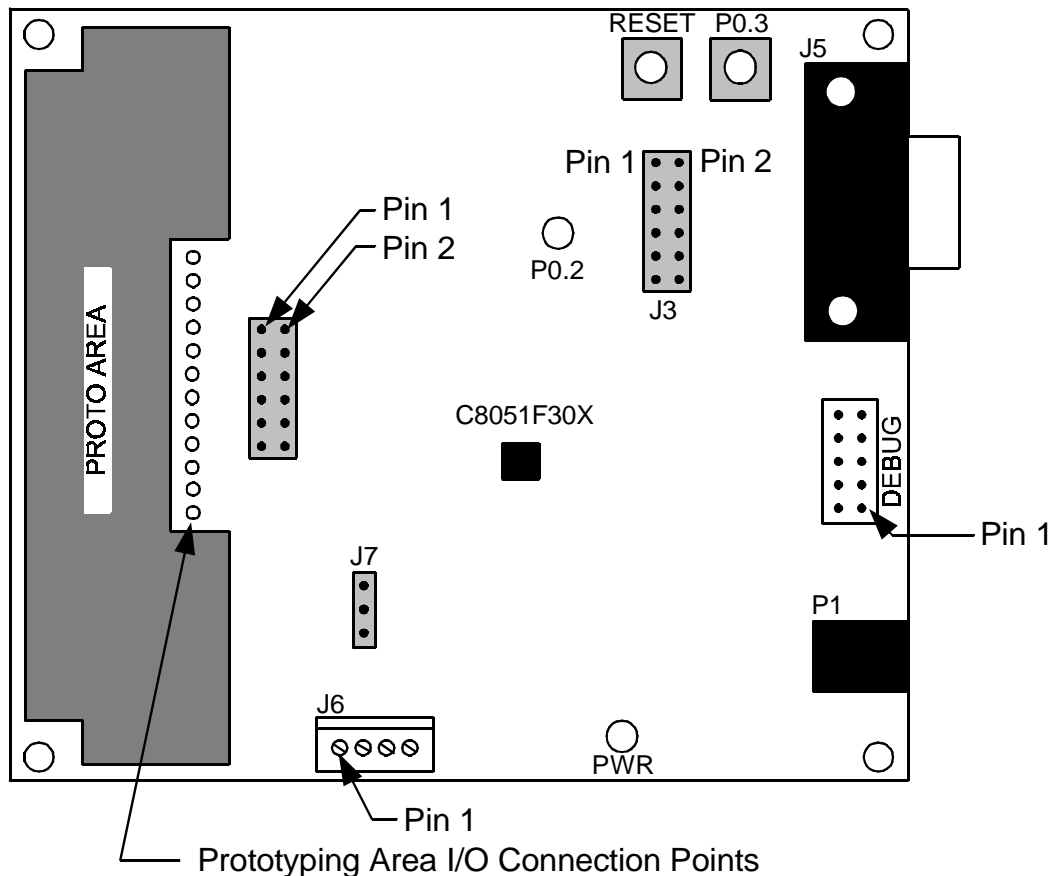 RESET P0.3
J5
Pin 1 Pin 2
Pin 1
Pin 2
P0.2
J3
PROTO AREA
C8051F30X
DEBUG
Pin 1
J7
P1
J6
PWR
Pin 1
Prototyping Area I/O Connection Points